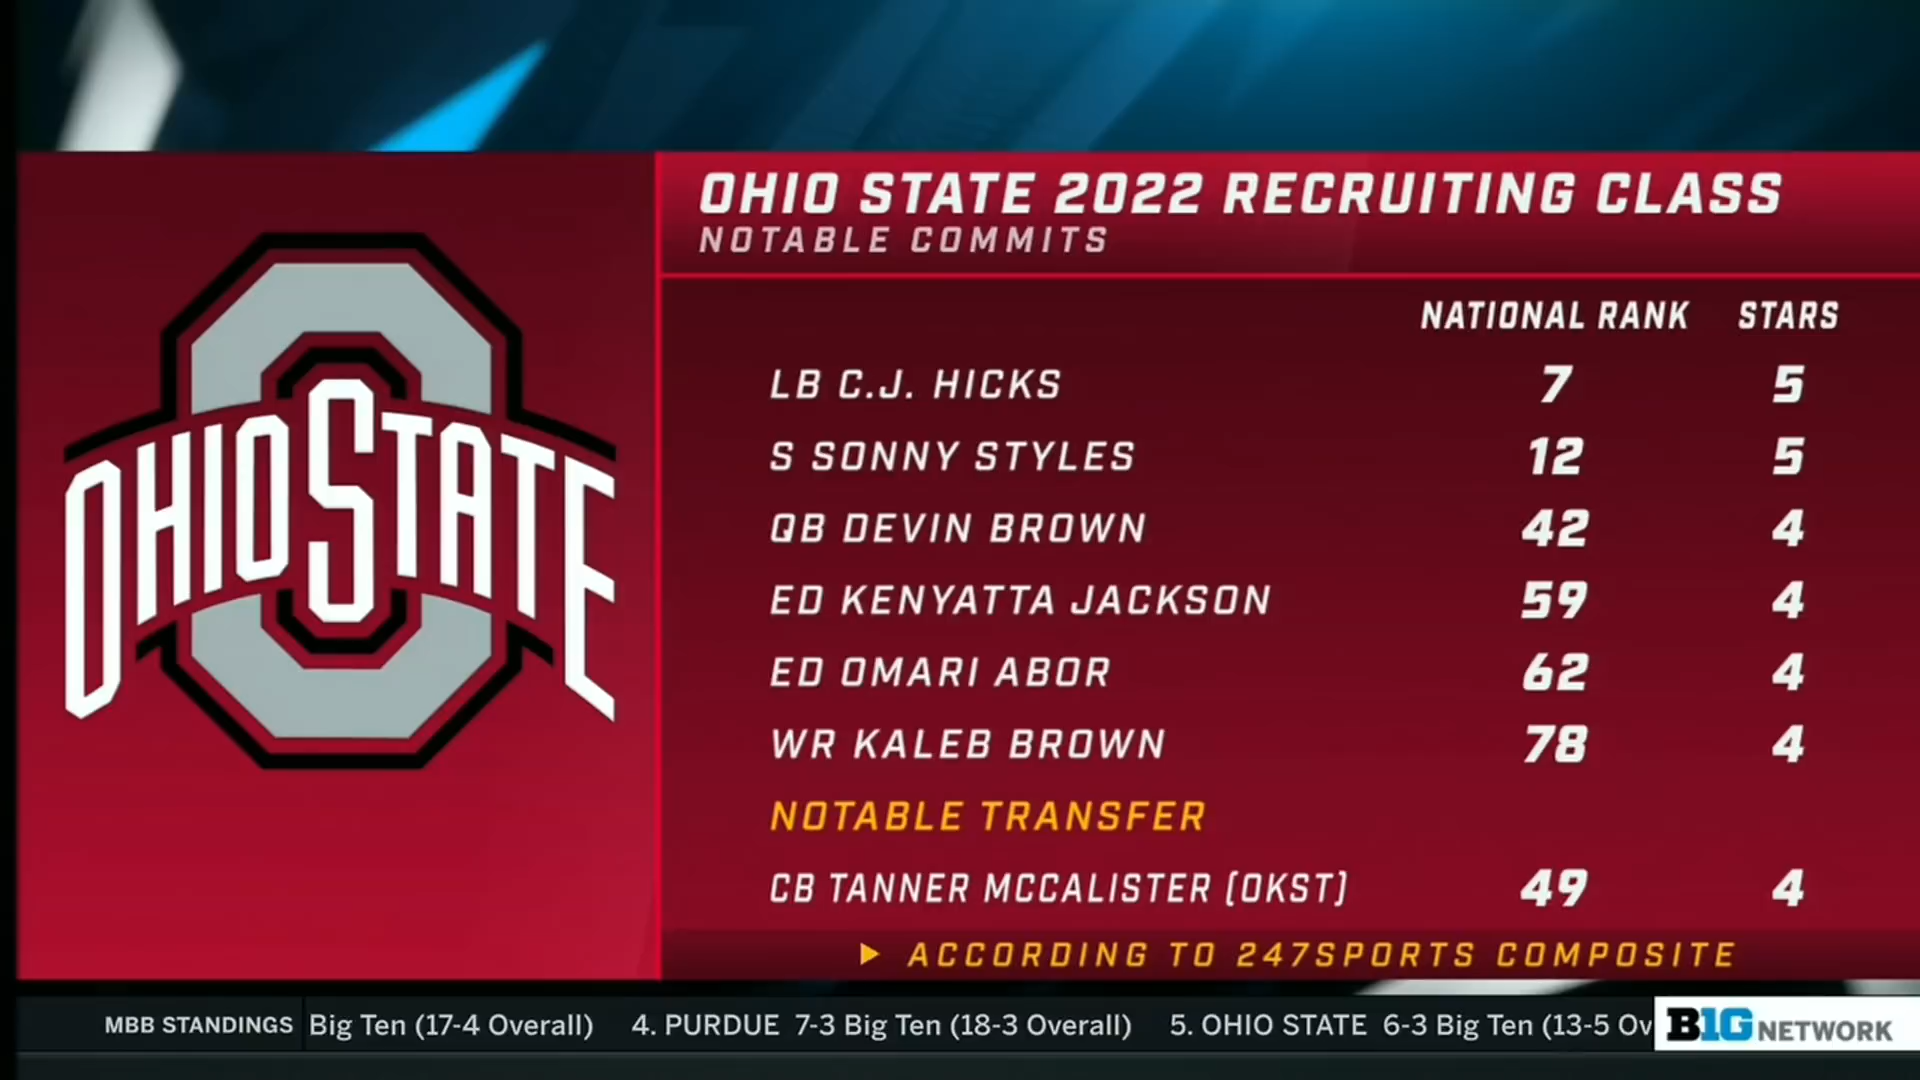 OHIO STATE
OHIO STATE 2022 RECRUITING CLASS
NOTABLE COMMITS
NATIONAL RANK STARS
LB C.J. HICKS 7 5
S SONNY STYLES 12 5
QB DEVIN BROWN 42 4
ED KENYATTA JACKSON 59 4
ED OMARI ABOR 62 4
WR KALEB BROWN 78 4
NOTABLE TRANSFER
CB TANNER MCCALISTER (OKST) 49 4
ACCORDING TO 247SPORTS COMPOSITE
MBB STANDINGS Big Ten (17-4 Overall) 4. PURDUE 7-3 Big Ten (18-3 Overall) 5. OHIO STATE 6-3 Big Ten (13-5 Ov B1G NETWORK